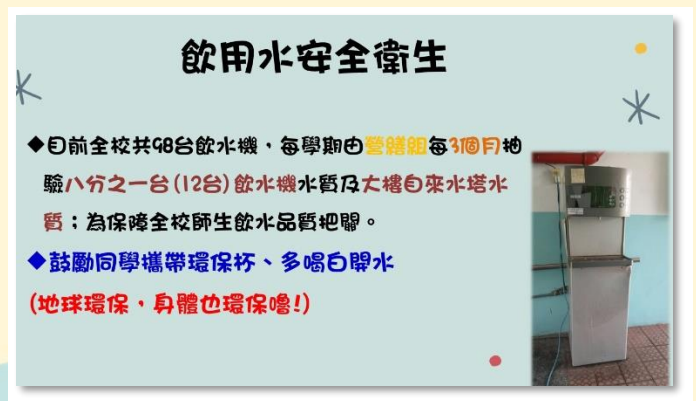 飲用水安全衛生
◆目前全校共98台飲水機，每學期由營繕組每3個月抽
驗八分之一台(12台)飲水機水質及大樓自來水塔水
質；為保障全校師生飲水品質把關。
◆鼓勵同學攜帶環保杯、多喝白開水
(地球環保，身體也環保嚕!)